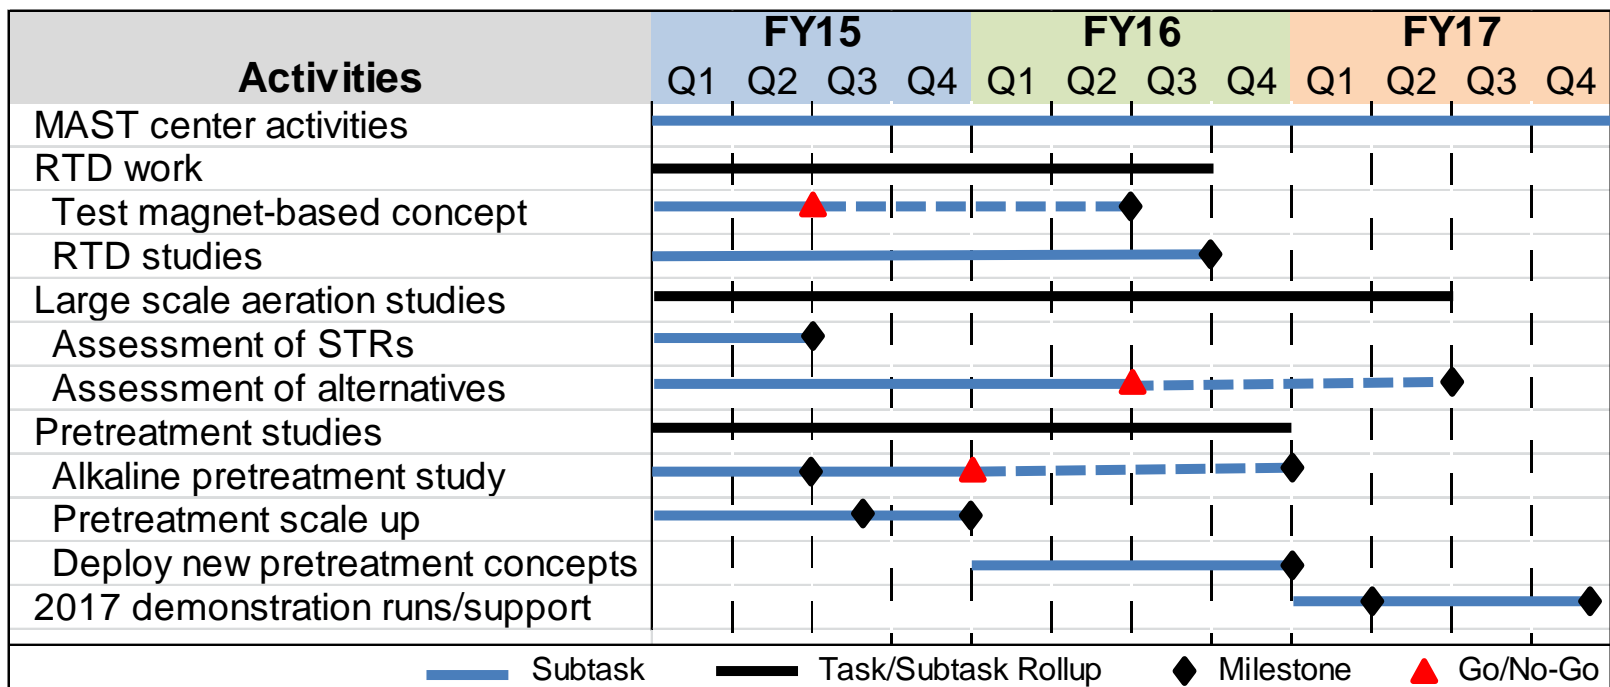 FY15 FY16 FY17
Activities Q1 Q2 Q3 Q4 Q1 Q2 Q3 Q4 Q1 Q2 Q3 Q4
MAST center activities
RTD work
Test magnet-based concept
RTD studies
Large scale aeration studies
Assessment of STRs
Assessment of alternatives
Pretreatment studies
Alkaline pretreatment study
Pretreatment scale up
Deploy new pretreatment concepts
2017 demonstration runs/support
Subtask Task/Subtask Rollup Milestone Go/No-Go